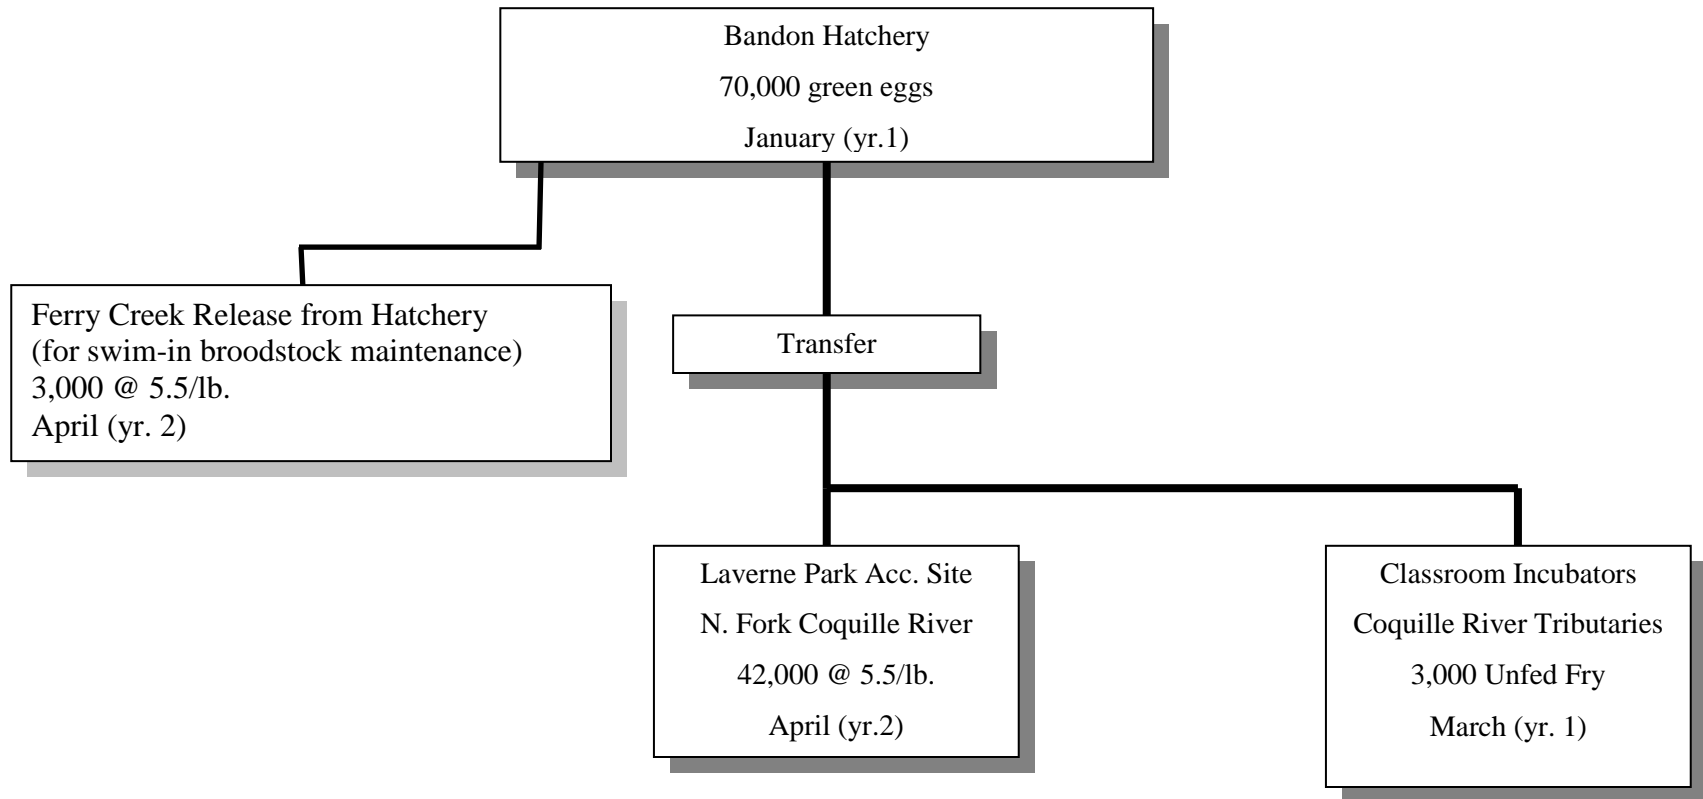 Bandon Hatchery
70,000 green eggs
January (yr.1)
Ferry Creek Release from Hatchery
(for swim-in broodstock maintenance)
3,000 @ 5.5/lb.
April (yr. 2)
Transfer
Laverne Park Acc. Site
N. Fork Coquille River
42,000 @ 5.5/lb.
April (yr.2)
Classroom Incubators
Coquille River Tributaries
3,000 Unfed Fry
March (yr. 1)